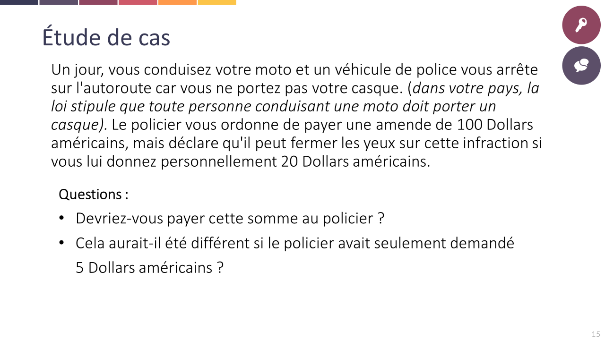 Étude de cas
Un jour, vous conduisez votre moto et un véhicule de police vous arrête
sur l'autoroute car vous ne portez pas votre casque. (dans votre pays, la
loi stipule que toute personne conduisant une moto doit porter un
casque). Le policier vous ordonne de payer une amende de 100 Dollars
américains, mais déclare qu'il peut fermer les yeux sur cette infraction si
vous lui donnez personnellement 20 Dollars américains.
Questions :
• Devriez-vous payer cette somme au policier ?
• Cela aurait-il été différent si le policier avait seulement demandé
5 Dollars américains ?
15